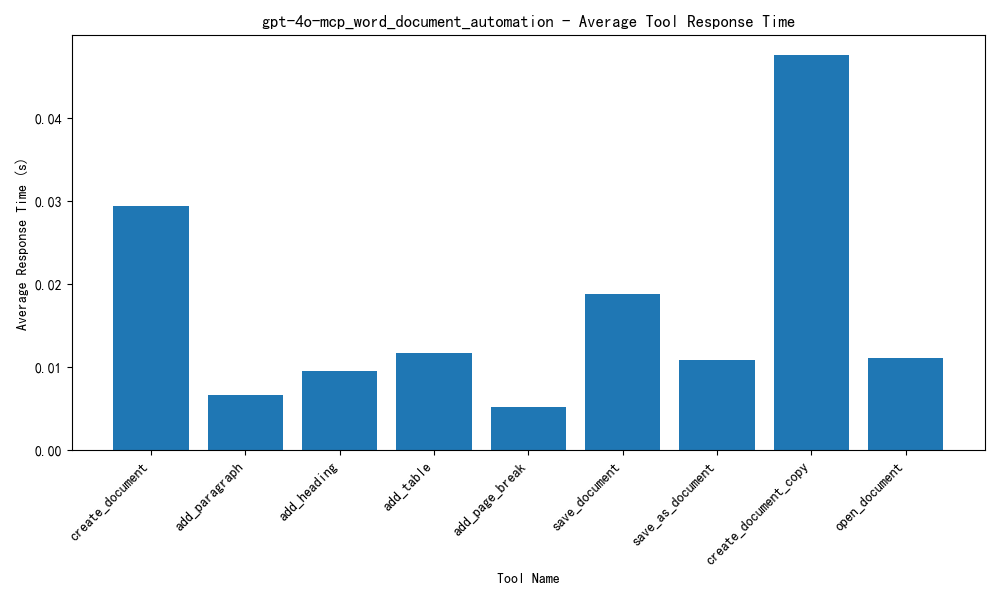 gpt-4o-mcp_word_document_automation - Average Tool Response Time
Average Response Time (s)
0.04
0.03
0.02
0.01
0.00
create_document
add_paragraph
add_heading
add_table
add_page_break
save_document
save_as_document
create_document_copy
open_document
Tool Name